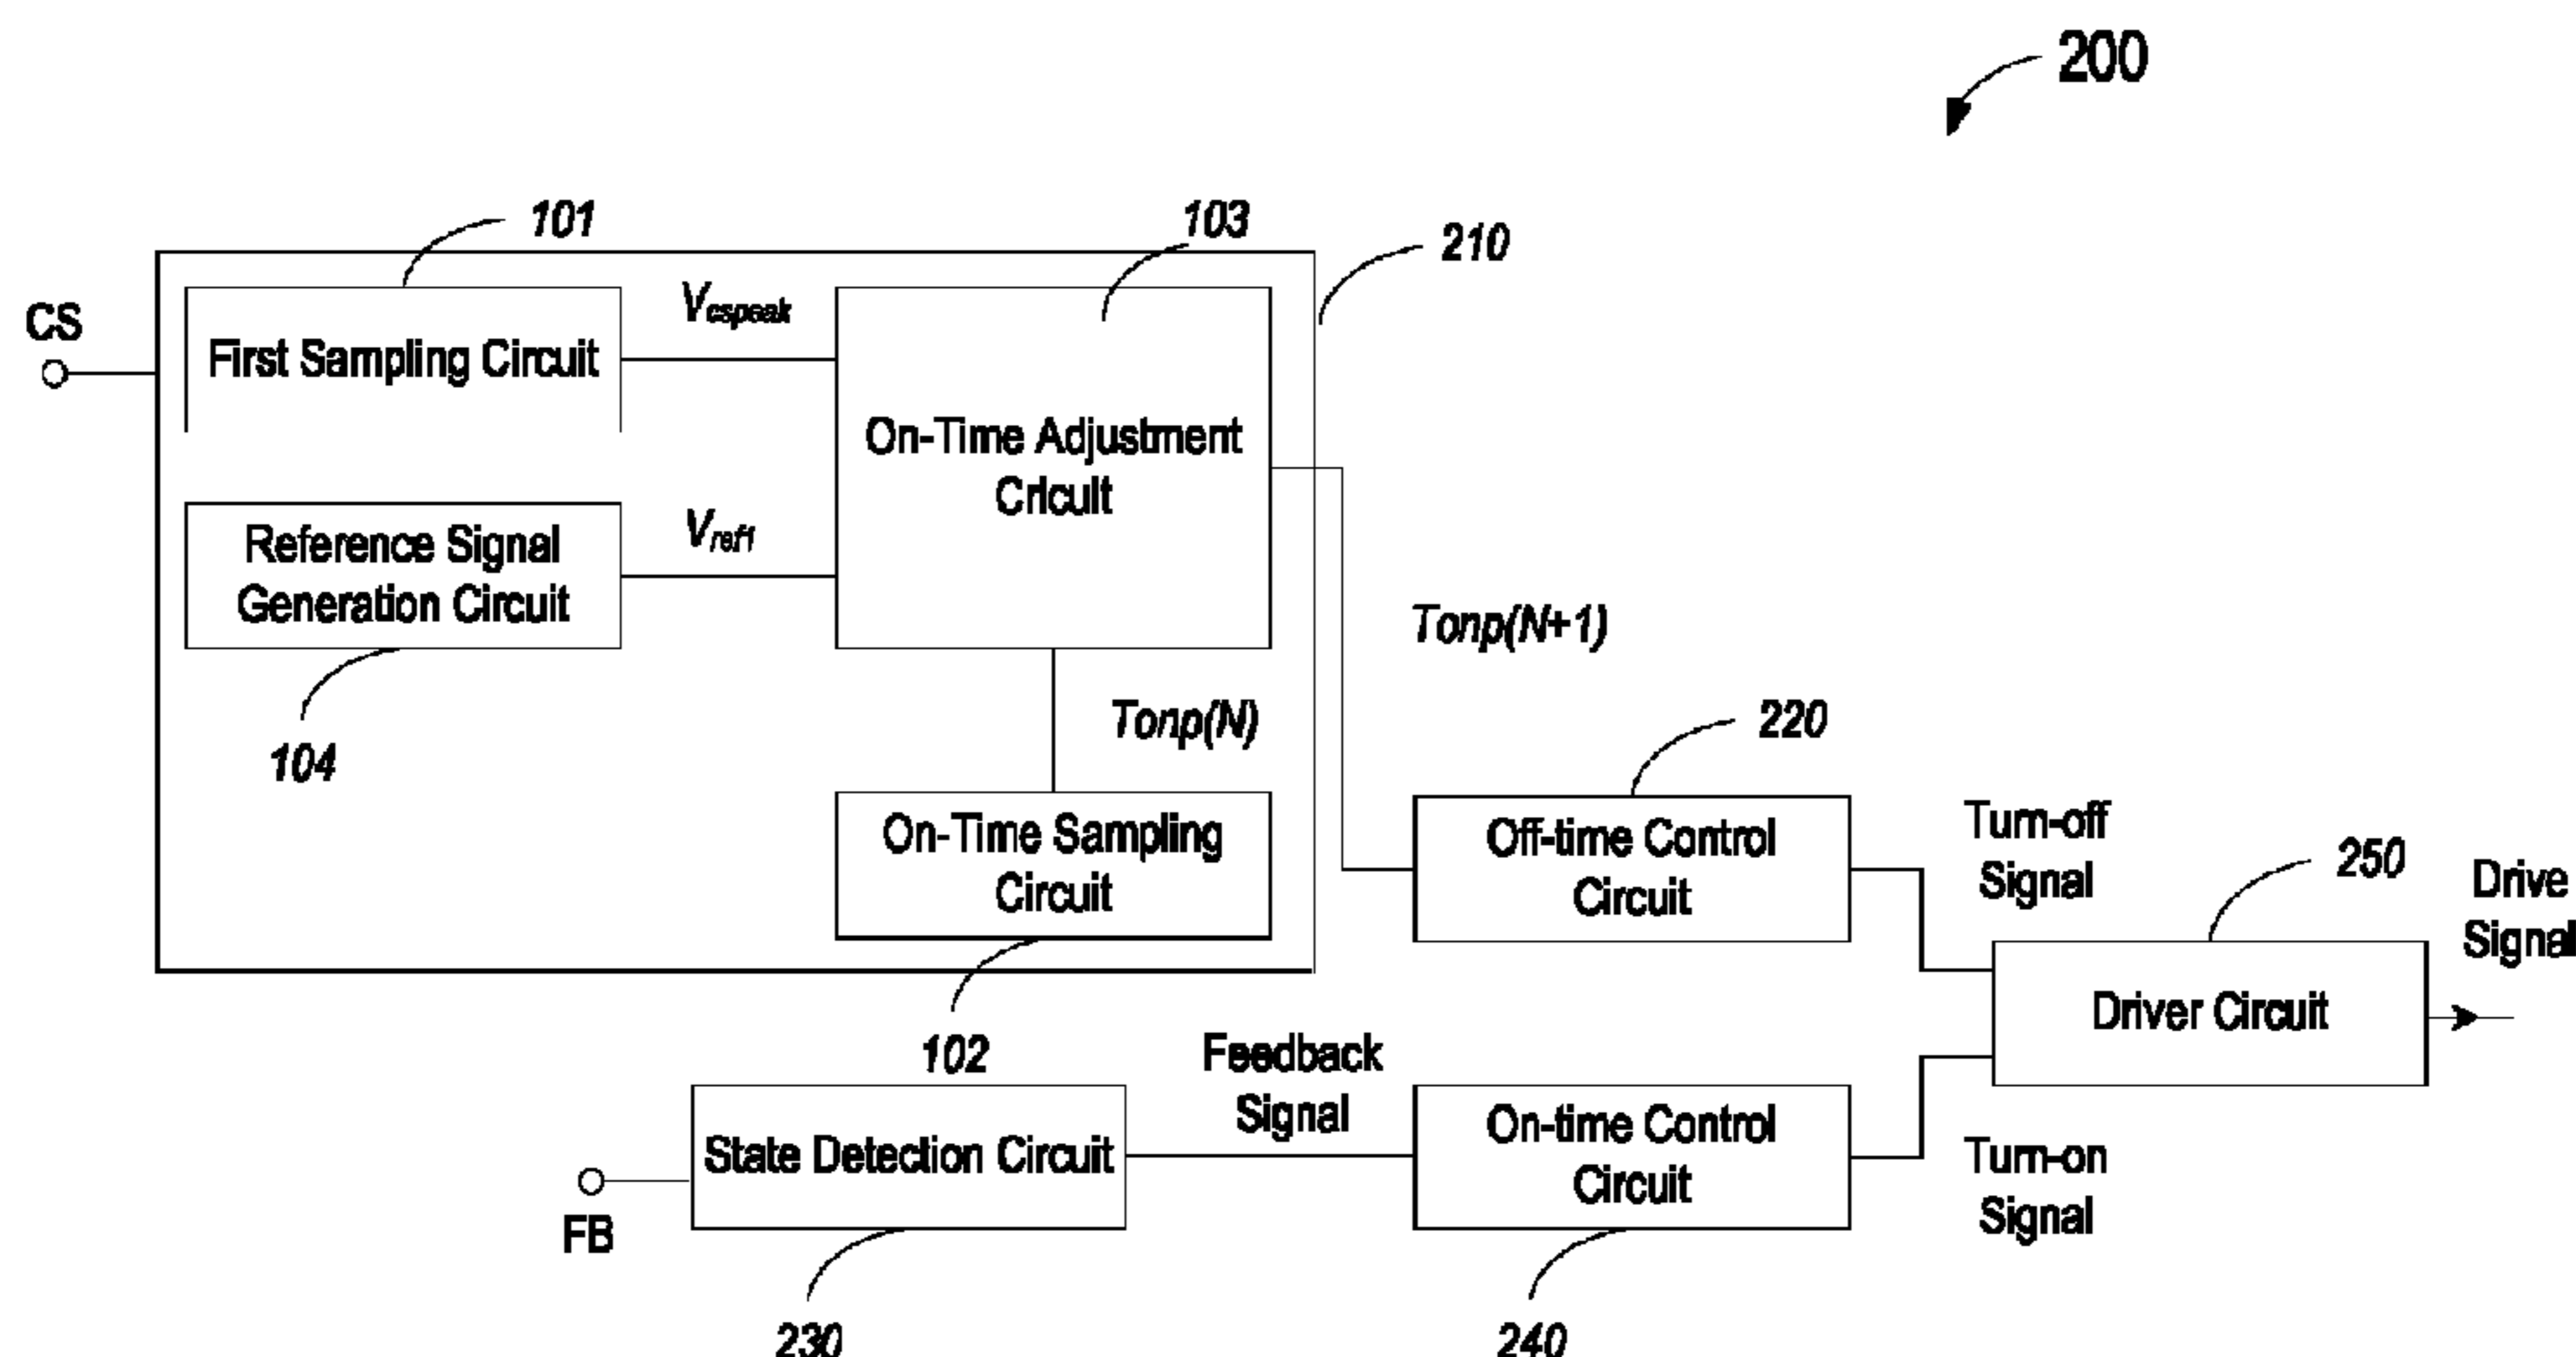 200
101
103
210
CS
First Sampling Circuit
Vcspeak
On-Time Adjustment
Cricuit
Reference Signal
Generation Circuit
Vref1
104
Tonp(N)
Tonp(N+1)
On-Time Sampling
Circuit
102
220
Off-time Control
Circuit
Turn-off
Signal
250
Drive
Signal
Driver Circuit
State Detection Circuit
FB
230
Feedback
Signal
On-time Control
Circuit
240
Turn-on
Signal